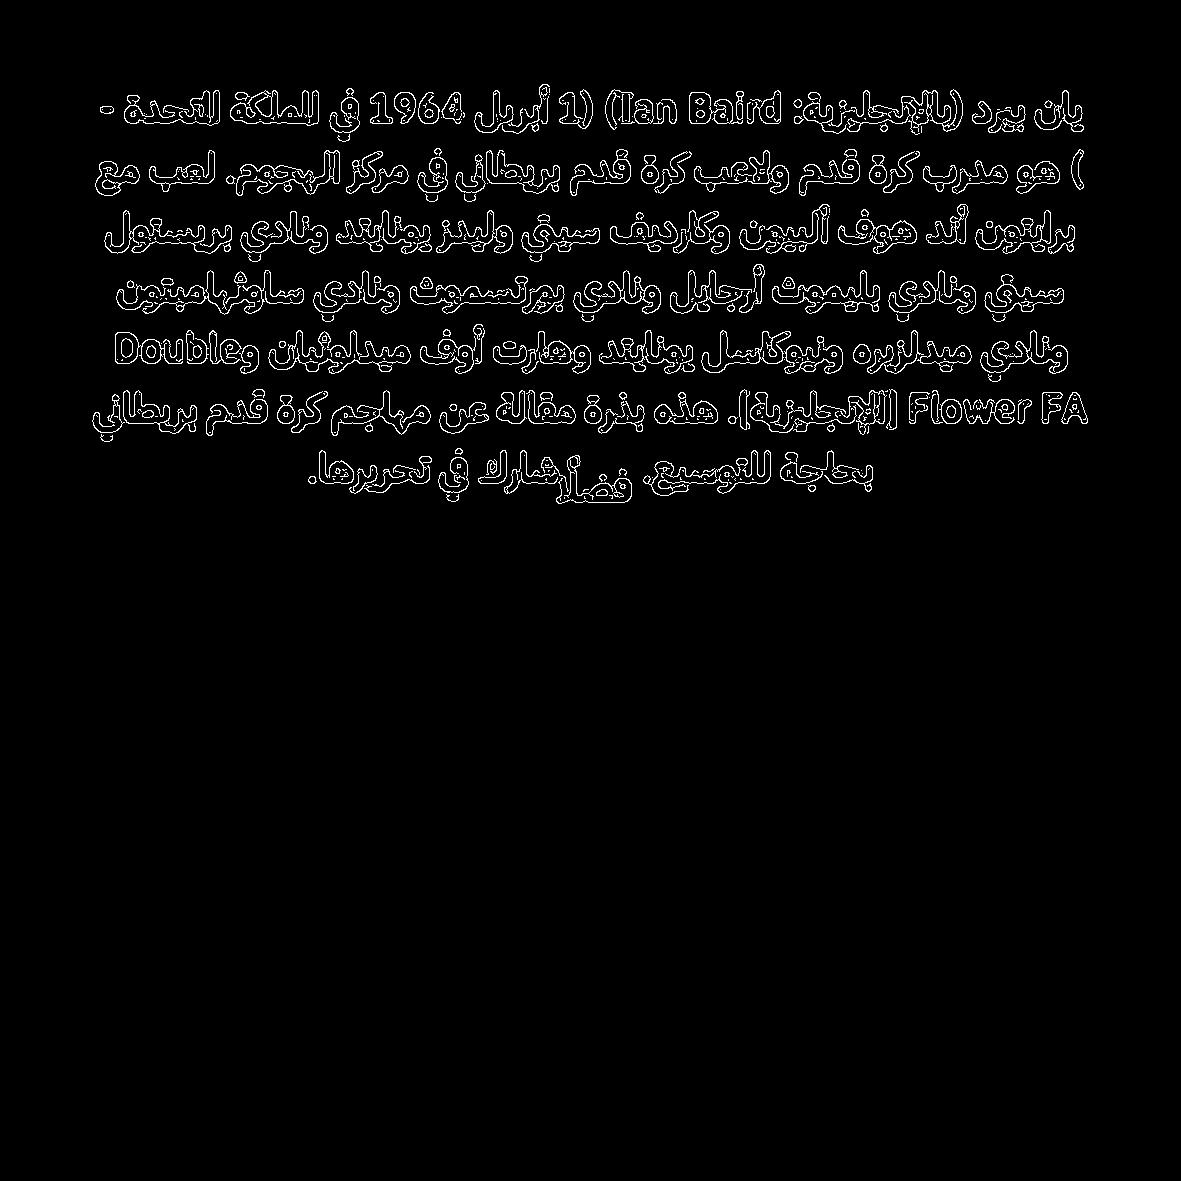 يان بيرد (بالإنجليزية: Ian Baird) (1 أبريل 1964 في المملكة المتحدة -
) هو مدرب كرة قدم ولاعب كرة قدم بريطاني في مركز الهجوم. لعب مع
برايتون أند هوف ألبيون وكارديف سيتي وليدز يونايتد ونادي بريستول
سيتي ونادي بليموث أرجايل ونادي بورتسموث ونادي ساوثهامبتون
ونادي ميدلزبره ونيوكاسل يونايتد وهارت أوف ميدلوثيان وDouble
Flower FA [الإنجليزية]. هذه بذرة مقالة عن مهاجم كرة قدم بريطاني
بحاجة للتوسيع. فضلًا شارك في تحريرها.